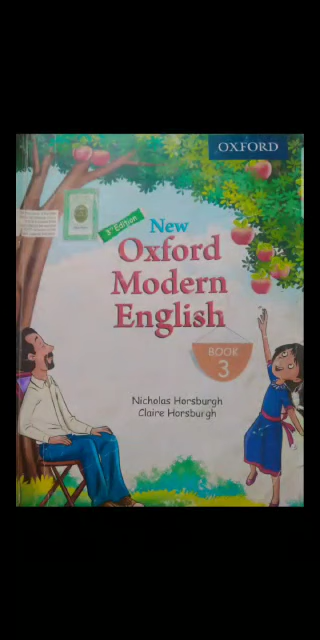 OXFORD
3rd Edition
New
Oxford
Modern
English
BOOK
3
Nicholas Horsburgh
Claire Horsburgh